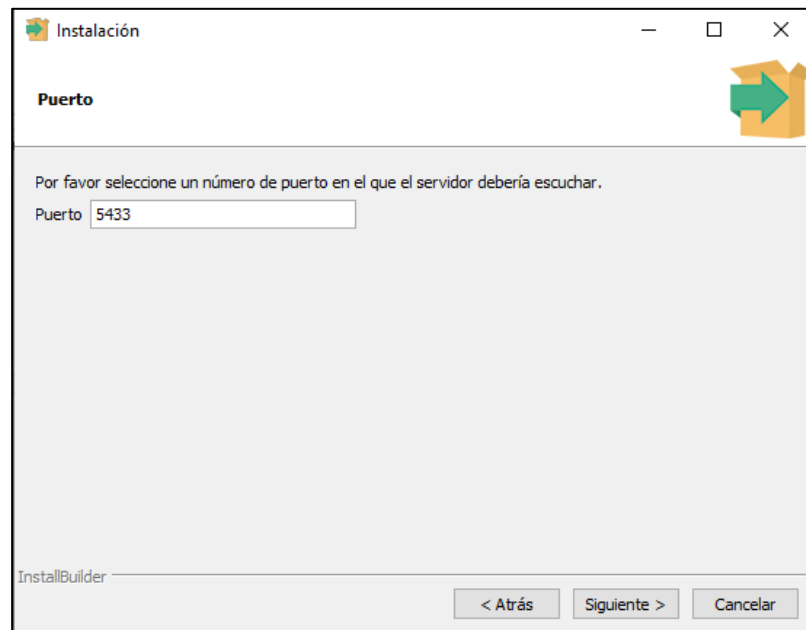 Instalación
Puerto
Por favor seleccione un número de puerto en el que el servidor debería escuchar.
Puerto 5433
InstallBuilder
< Atrás Siguiente > Cancelar